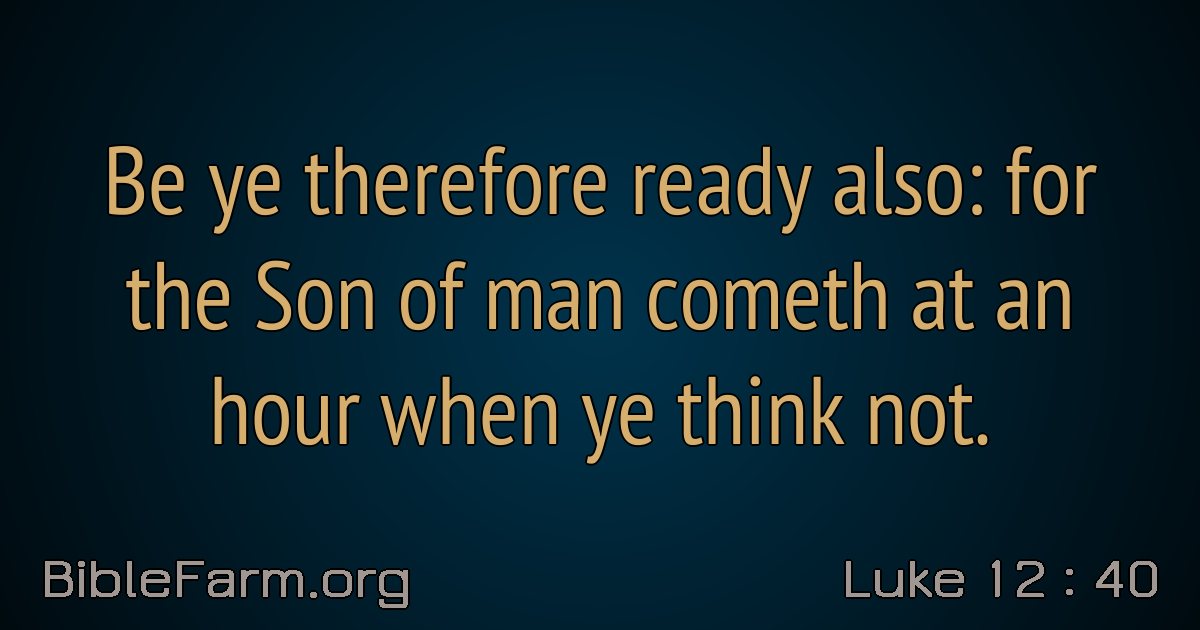 Be ye therefore ready also: for
the Son of man cometh at an
hour when ye think not.
BibleFarm.org
Luke 12 : 40